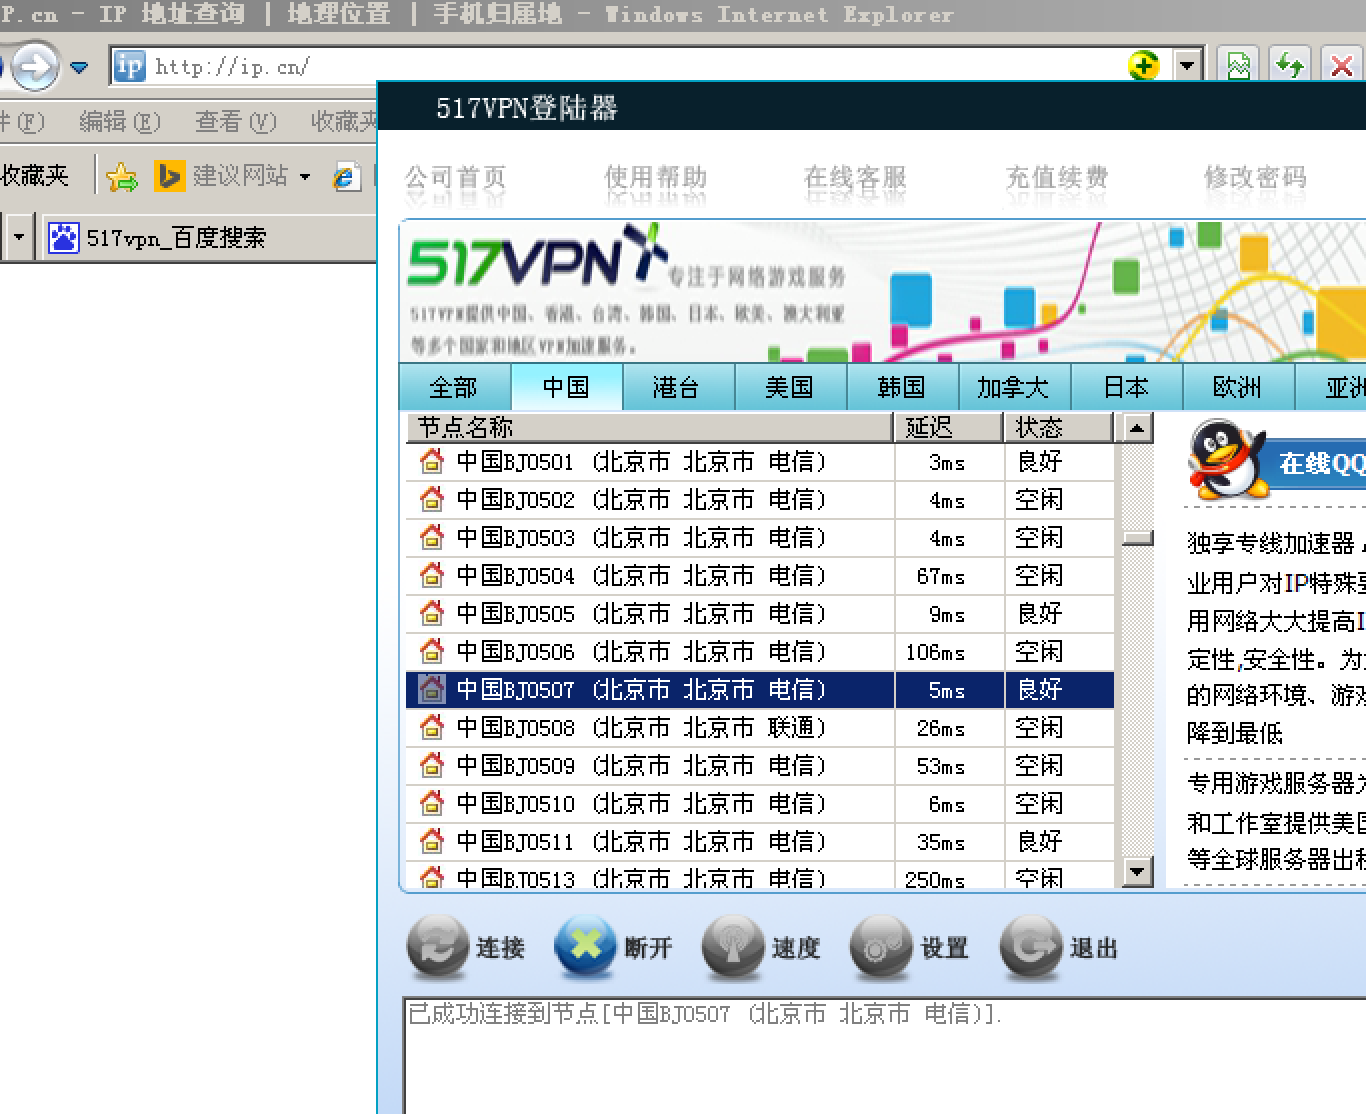 P.cn - IP 地址查询 | 地理位置 | 手机归属地 - Windows Internet Explorer
ip http://ip.cn/
(F) 编辑(E) 查看(V) 收藏夹
收藏夹 建议网站
517vpn_百度搜索
517VPN登陆器
公司首页 使用帮助 在线客服 充值续费 修改密码
517VPN 专注于网络游戏服务
517VPN提供中国、香港、台湾、韩国、日本、欧美、澳大利亚
等多个国家和地区VPN加速服务。
全部 中国 港台 美国 韩国 加拿大 日本 欧洲 亚洲
节点名称 延迟 状态
中国BJ0501 (北京市 北京市 电信) 3ms 良好
中国BJ0502 (北京市 北京市 电信) 4ms 空闲
中国BJ0503 (北京市 北京市 电信) 4ms 空闲
中国BJ0504 (北京市 北京市 电信) 67ms 空闲
中国BJ0505 (北京市 北京市 电信) 9ms 良好
中国BJ0506 (北京市 北京市 电信) 106ms 空闲
中国BJ0507 (北京市 北京市 电信) 5ms 良好
中国BJ0508 (北京市 北京市 联通) 26ms 空闲
中国BJ0509 (北京市 北京市 电信) 53ms 空闲
中国BJ0510 (北京市 北京市 电信) 6ms 空闲
中国BJ0511 (北京市 北京市 电信) 35ms 良好
中国BJ0513 (北京市 北京市 电信) 250ms 空闲
在线QQ
独享专线加速器
业用户对IP特殊
用网络大大提高I
定性,安全性。为
的网络环境、游戏
降到最低
专用游戏服务器
和工作室提供美国
等全球服务器出租
连接 断开 速度 设置 退出
已成功连接到节点[中国BJ0507 (北京市 北京市 电信)].